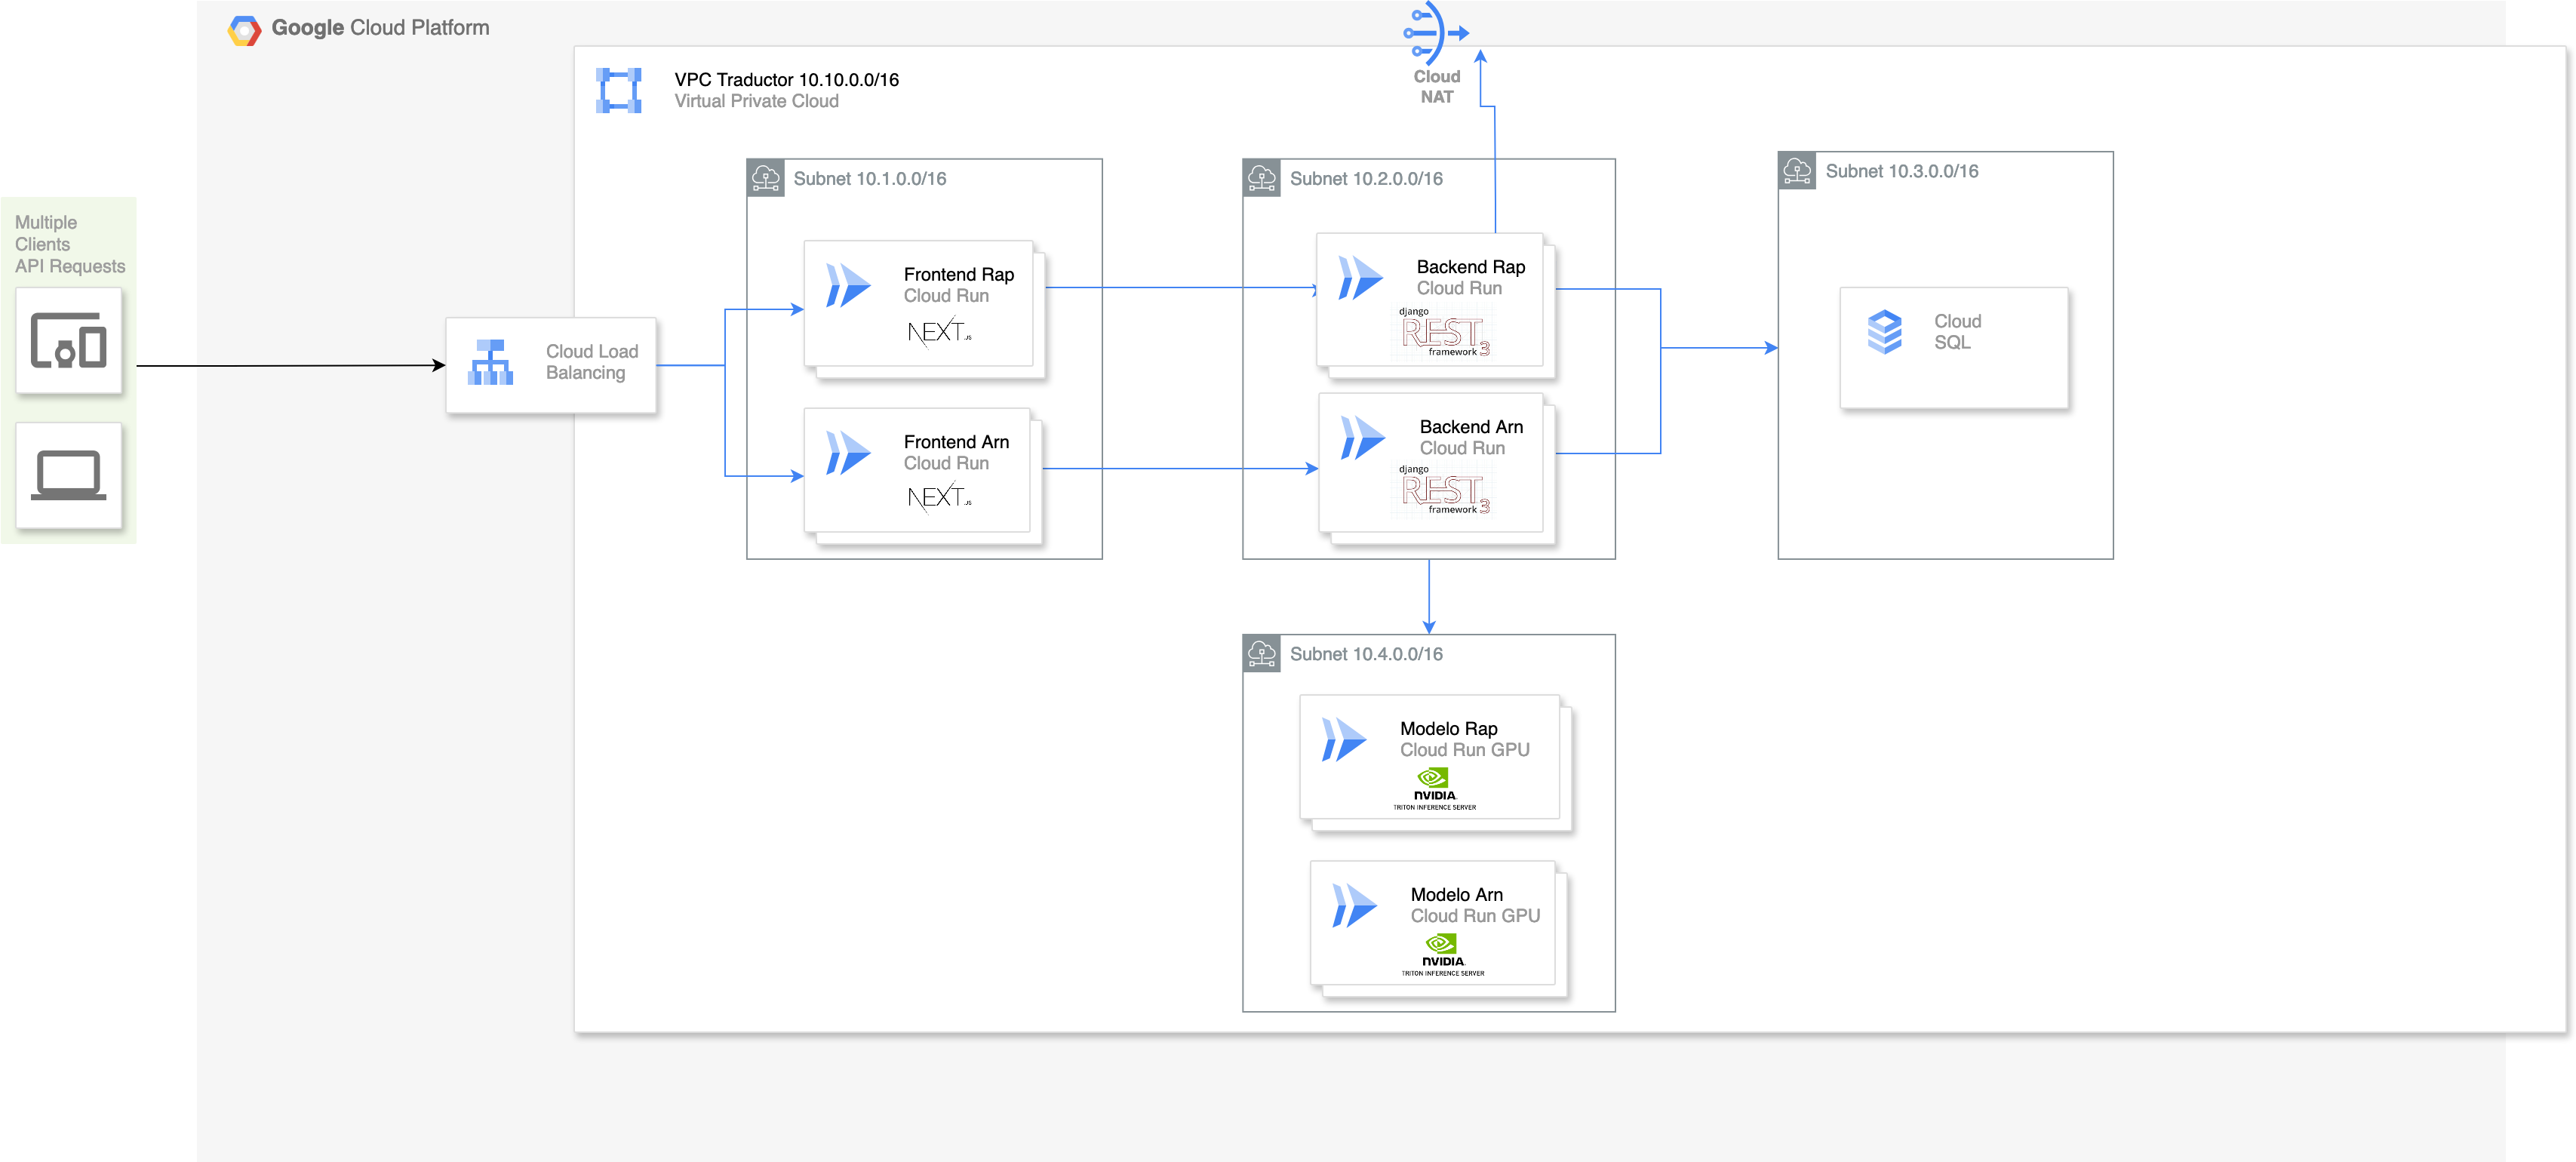 Google Cloud Platform
Cloud
NAT
VPC Traductor 10.10.0.0/16
Virtual Private Cloud
Multiple
Clients
API Requests
Cloud Load
Balancing
Subnet 10.1.0.0/16
Frontend Rap
Cloud Run
NEXT.JS
Frontend Arn
Cloud Run
NEXT.JS
Subnet 10.2.0.0/16
Backend Rap
Cloud Run
django
REST
framework 3
Backend Arn
Cloud Run
django
REST
framework 3
Subnet 10.3.0.0/16
Cloud
SQL
Subnet 10.4.0.0/16
Modelo Rap
Cloud Run GPU
NVIDIA.
TRITON INFERENCE SERVER
Modelo Arn
Cloud Run GPU
NVIDIA.
TRITON INFERENCE SERVER